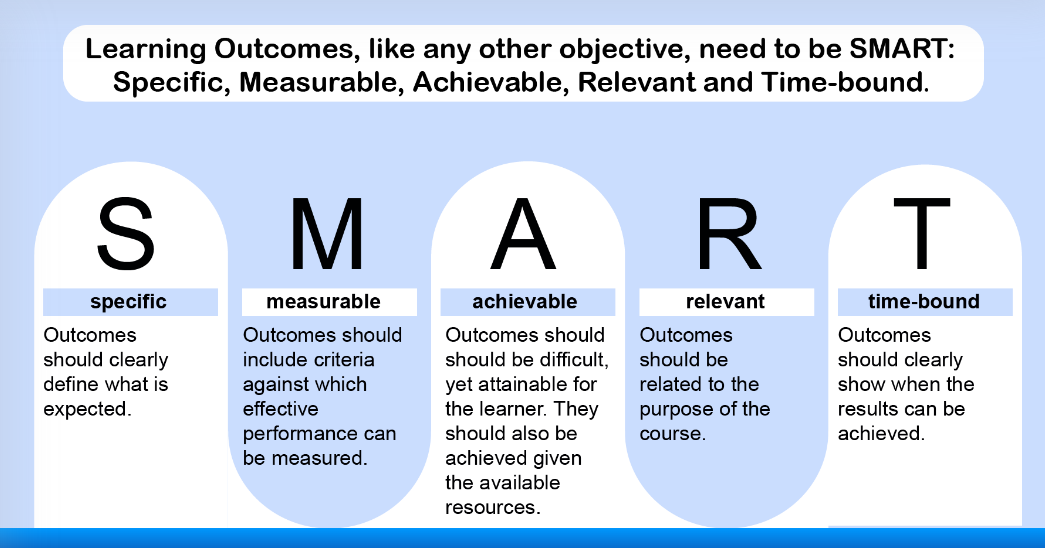 Learning Outcomes, like any other objective, need to be SMART:
Specific, Measurable, Achievable, Relevant and Time-bound.
S
specific
Outcomes
should clearly
define what is
expected.
M
measurable
Outcomes should
include criteria
against which
effective
performance can
be measured.
A
achievable
Outcomes should
should be difficult,
yet attainable for
the learner. They
should also be
achieved given
the available
resources.
R
relevant
Outcomes
should be
related to the
purpose of the
course.
T
time-bound
Outcomes
should clearly
show when the
results can be
achieved.